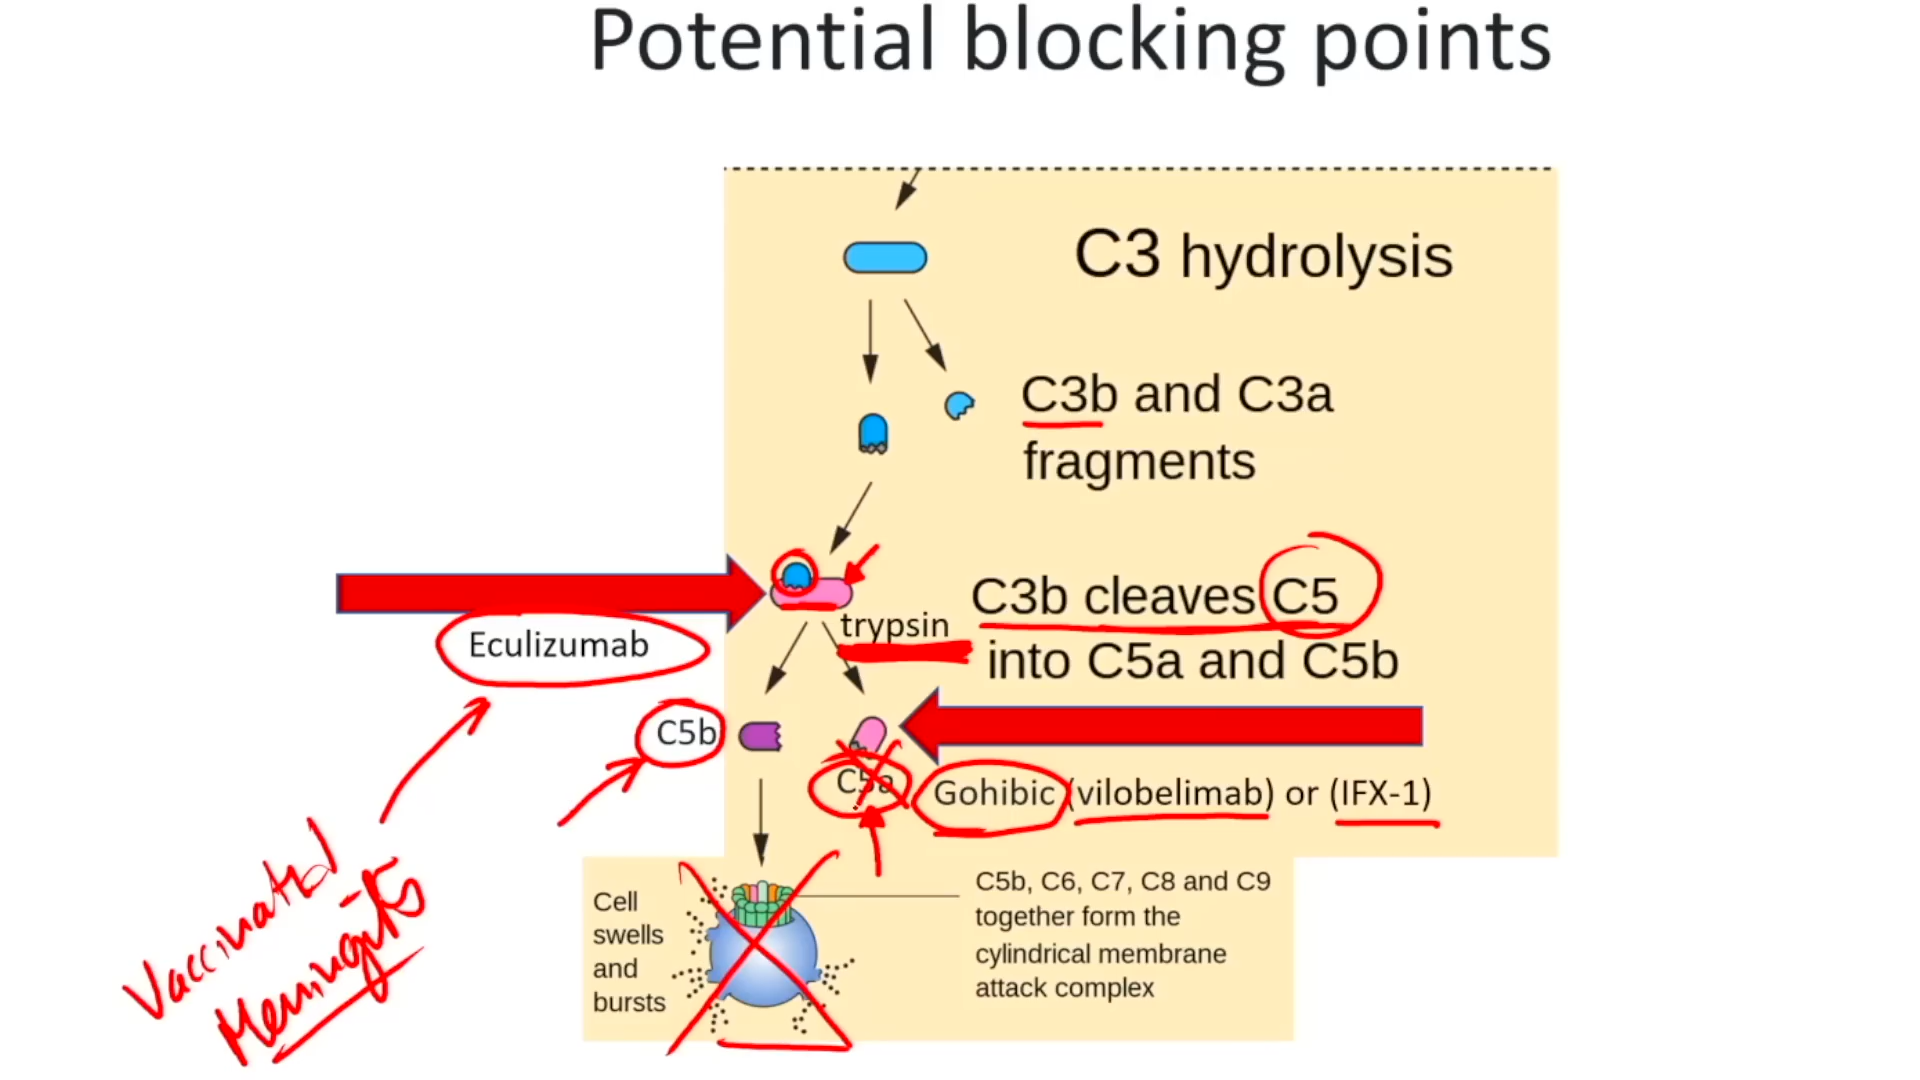 Potential blocking points
C3 hydrolysis
C3b and C3a
fragments
C3b cleaves C5
trypsin
into C5a and C5b
Eculizumab
C5b
C5a
Gohibic (vilobelimab) or (IFX-1)
Vaccinated
Meningitis
Cell
swells
and
bursts
C5b, C6, C7, C8 and C9
together form the
cylindrical membrane
attack complex